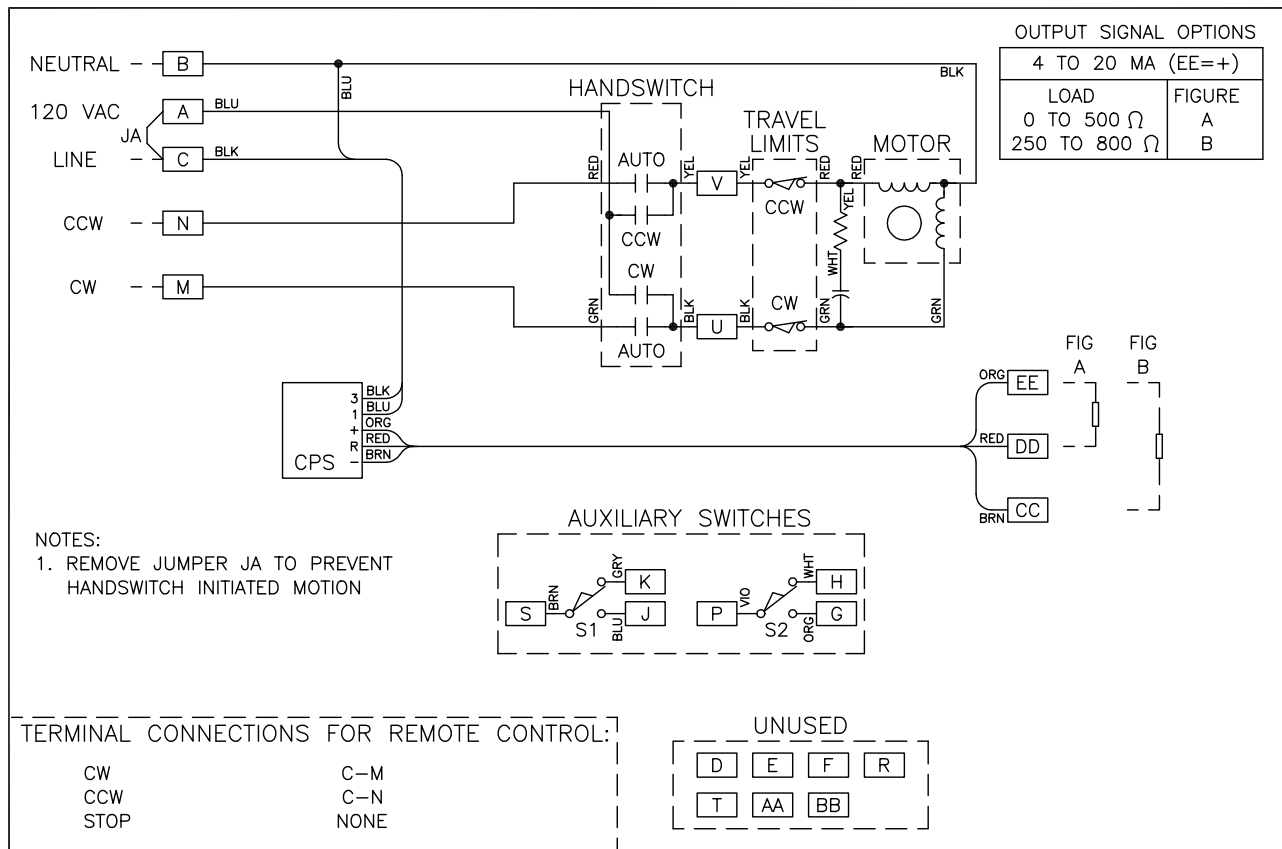 OUTPUT SIGNAL OPTIONS
4 TO 20 MA (EE=+)
LOAD FIGURE
0 TO 500 Ω A
250 TO 800 Ω B
NEUTRAL B
BLU
BLK
120 VAC A BLU
JA
LINE C BLK
CCW N
CW M
HANDSWITCH
RED AUTO YEL
CCW
CW
GRN AUTO BLK
V
U
TRAVEL
LIMITS
YEL CCW RED
BLK CW GRN
MOTOR
RED
YEL
WHT
GRN
3 BLK
1 BLU
+ ORG
R RED
- BRN
CPS
ORG EE
RED DD
BRN CC
FIG
A
FIG
B
NOTES:
1. REMOVE JUMPER JA TO PREVENT
HANDSWITCH INITIATED MOTION
AUXILIARY SWITCHES
S BRN S1 GRY K
BLU J
P VIO S2 WHT H
ORG G
TERMINAL CONNECTIONS FOR REMOTE CONTROL:
CW C-M
CCW C-N
STOP NONE
UNUSED
D E F R
T AA BB